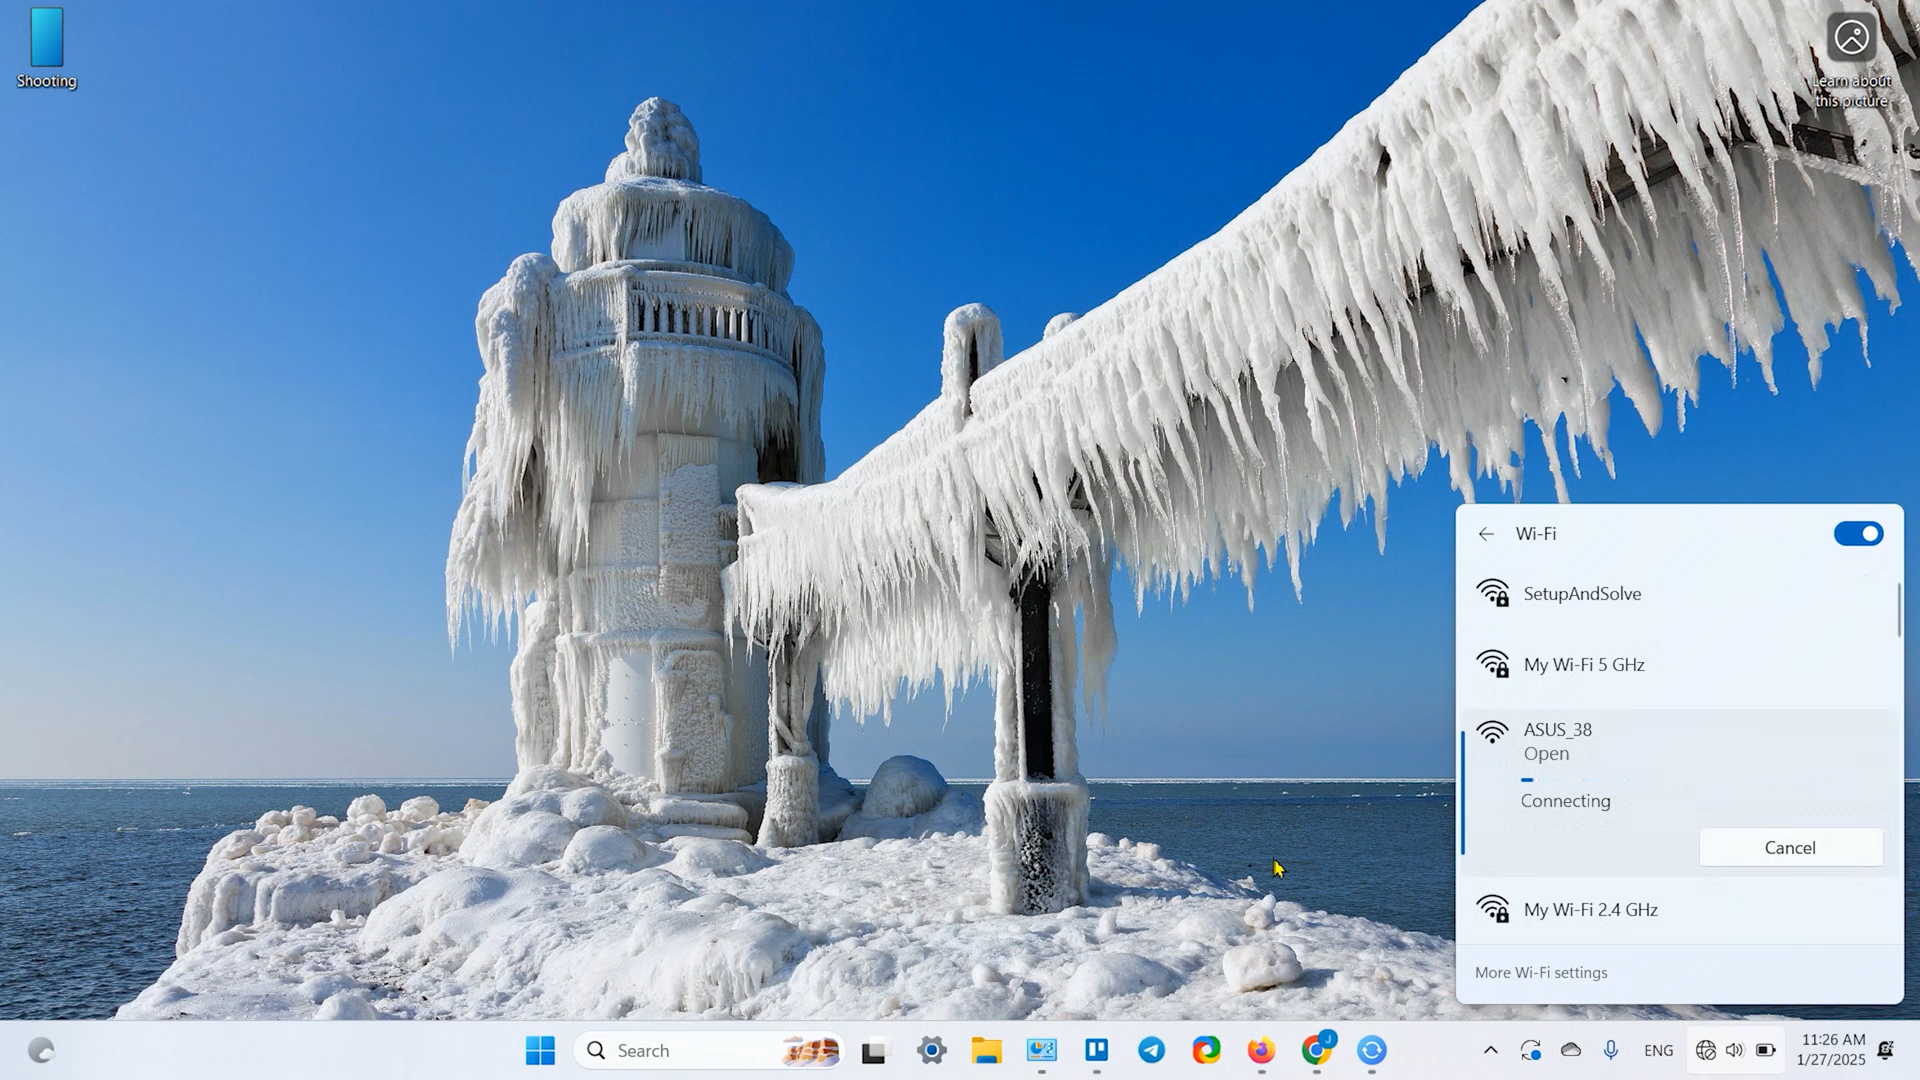 Shooting
Learn about
this picture
Wi-Fi
SetupAndSolve
My Wi-Fi 5 GHz
ASUS_38
Open
Connecting
Cancel
My Wi-Fi 2.4 GHz
More Wi-Fi settings
Search
J
ENG
11:26 AM
1/27/2025